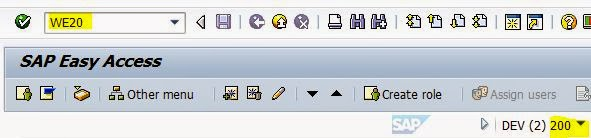 WE20
SAP Easy Access
Other menu Create role Assign users
SAP DEV (2) 200